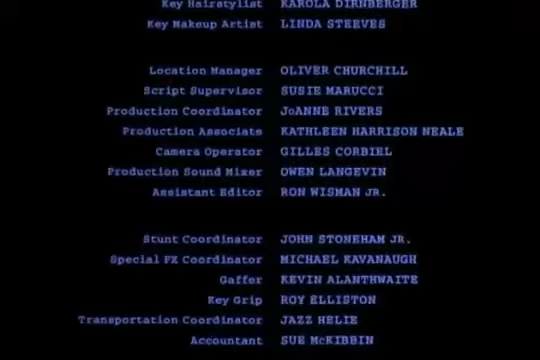 Key Hairstylist KAROLA DIRNBERGER
Key Makeup Artist LINDA STEEVES
Location Manager OLIVER CHURCHILL
Script Supervisor SUSIE MARUCCI
Production Coordinator JoANNE RIVERS
Production Associate KATHLEEN HARRISON NEALE
Camera Operator GILLES CORBIEL
Production Sound Mixer OWEN LANGEVIN
Assistant Editor RON WISMAN JR.
Stunt Coordinator JOHN STONEHAM JR.
Special FX Coordinator MICHAEL KAVANAUGH
Gaffer KEVIN ALANTHWAITE
Key Grip ROY ELLISTON
Transportation Coordinator JAZZ HELIE
Accountant SUE McKIBBIN